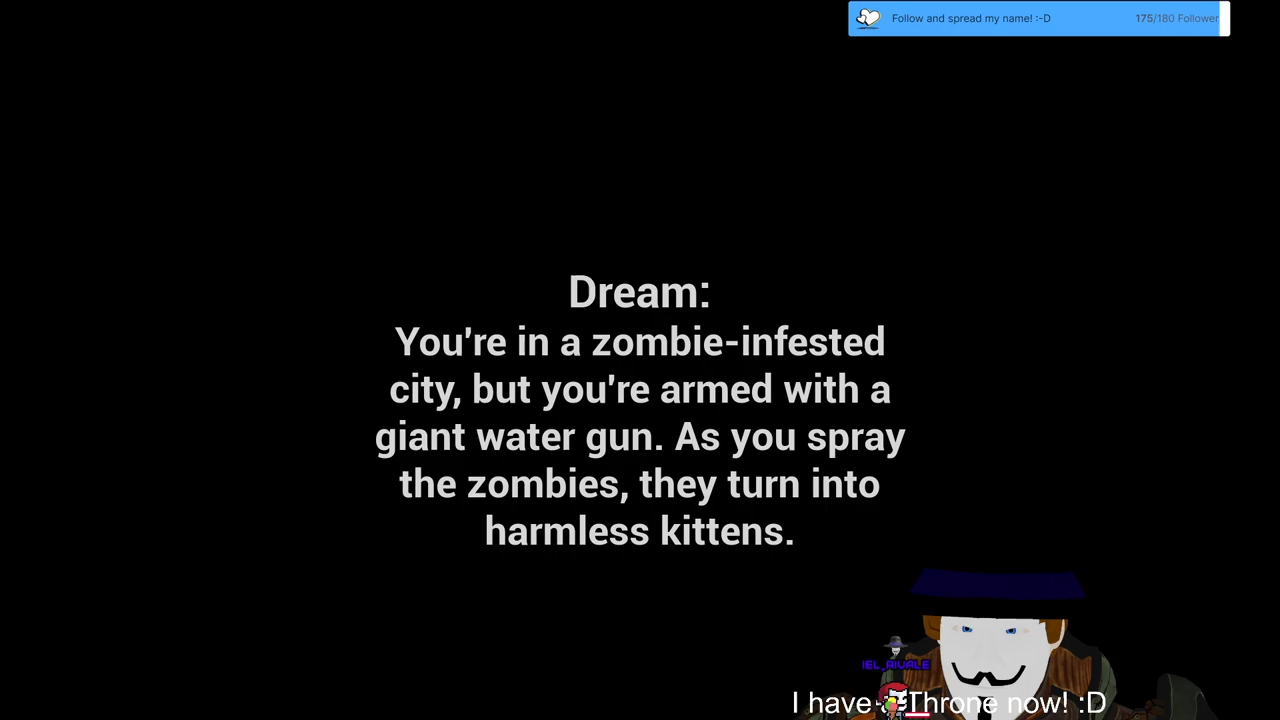 Follow and spread my name! :-D
175/180 Follower
Dream:
You're in a zombie-infested
city, but you're armed with a
giant water gun. As you spray
the zombies, they turn into
harmless kittens.
IEL_RIVALE
I have a Throne now! :D